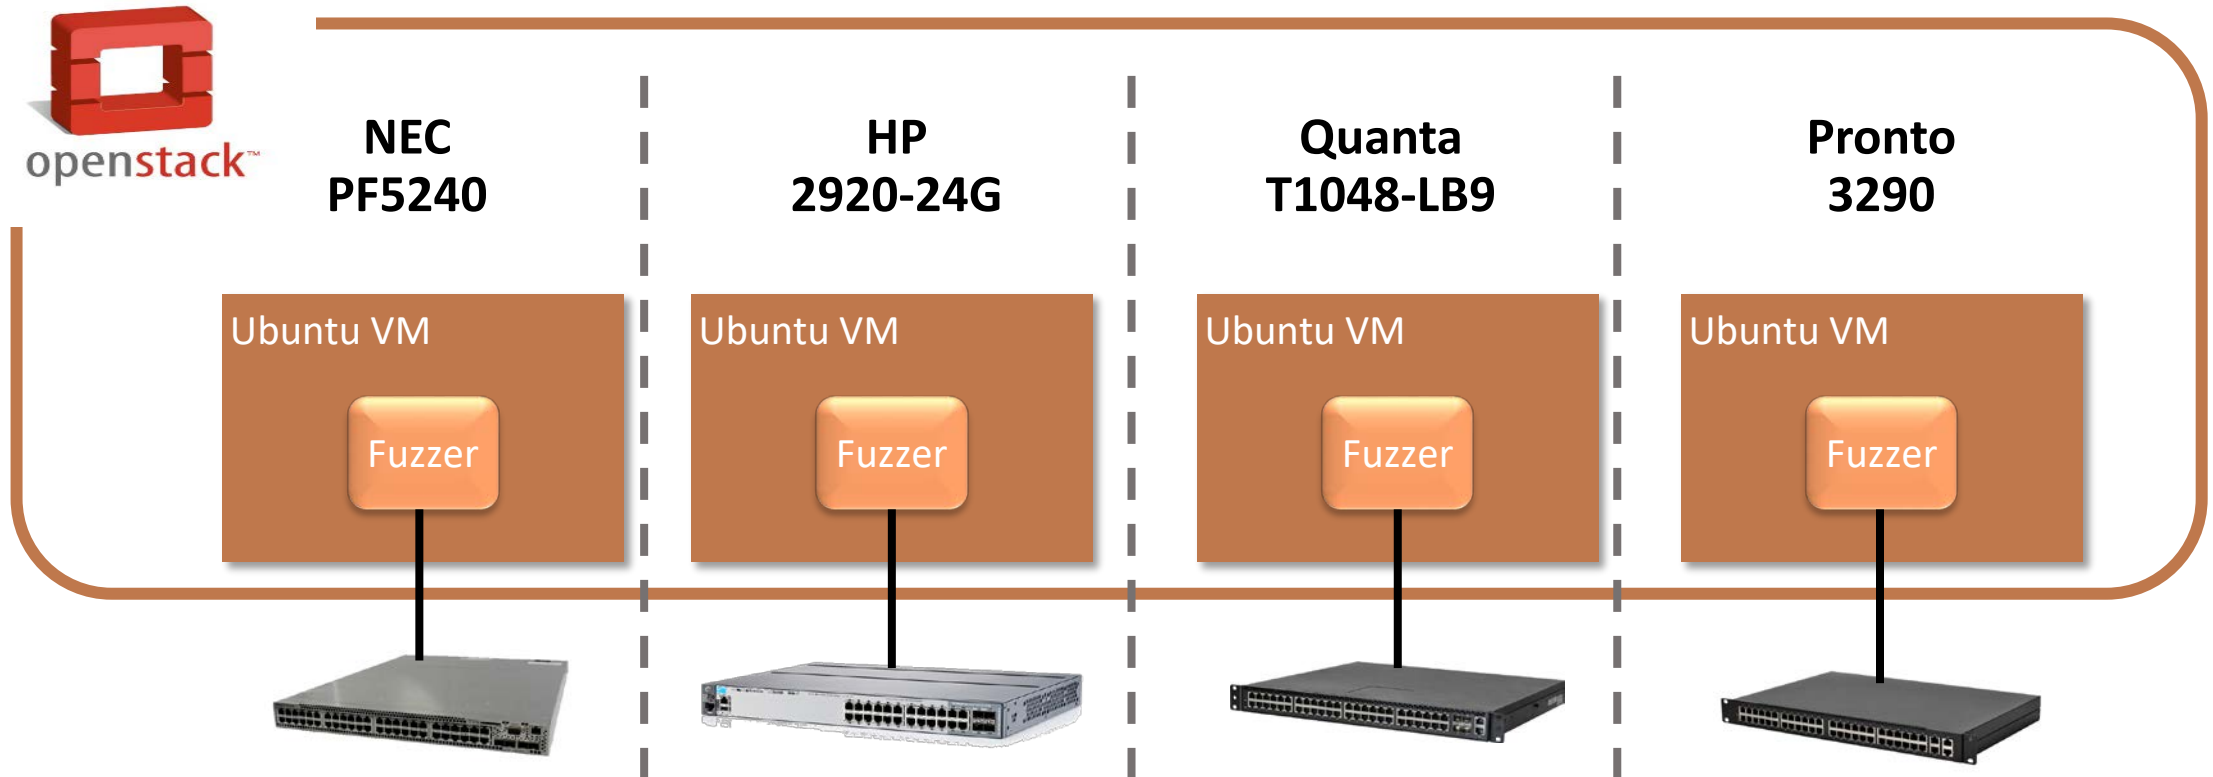 openstack™
NEC
PF5240
HP
2920-24G
Quanta
T1048-LB9
Pronto
3290
Ubuntu VM
Fuzzer
Ubuntu VM
Fuzzer
Ubuntu VM
Fuzzer
Ubuntu VM
Fuzzer